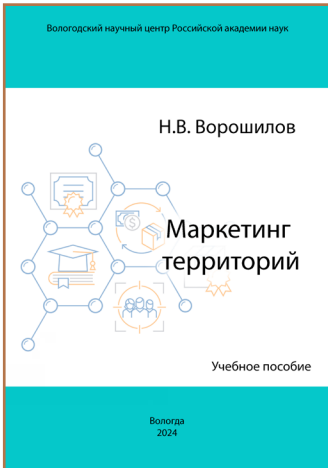 Вологодский научный центр Российской академии наук
Н.В. Ворошилов
Маркетинг
территорий
Учебное пособие
Вологда
2024